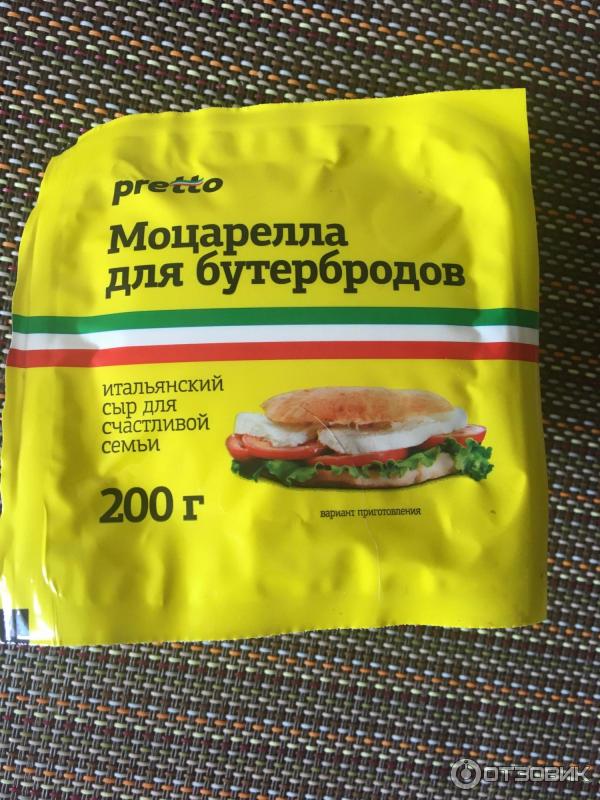 pretto
Моцарелла
для бутербродов
итальянский
сыр для
счастливой
семьи
200 г
вариант приготовления
ОТЗОВИК